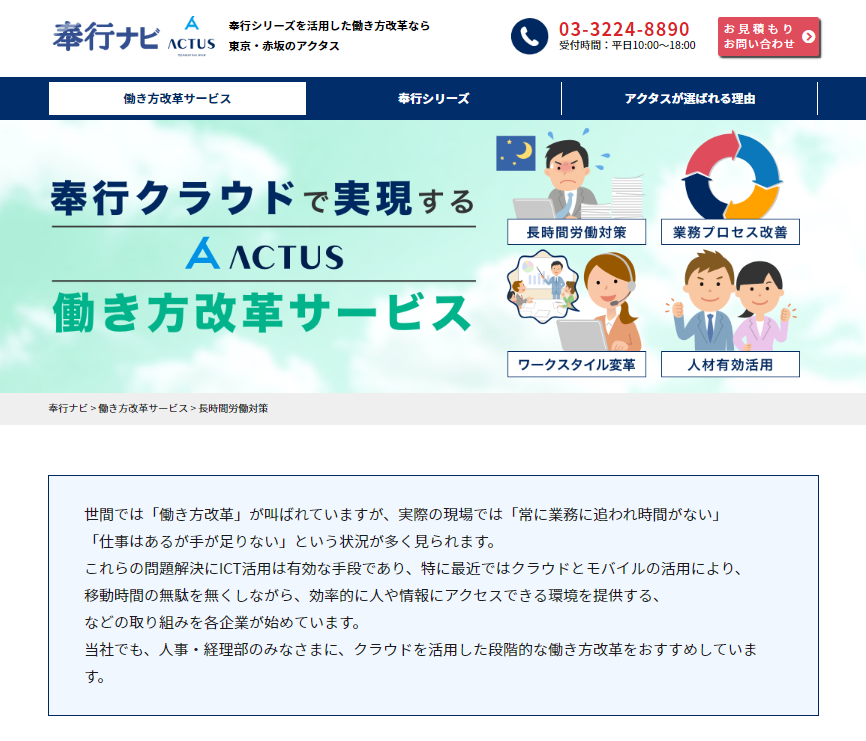 奉行ナビ
ACTUS
奉行シリーズを活用した働き方改革なら
東京・赤坂のアクタス
03-3224-8890
受付時間：平日10:00～18:00
お見積もり
お問い合わせ
働き方改革サービス
奉行シリーズ
アクタスが選ばれる理由
奉行クラウドで実現する
ACTUS
働き方改革サービス
長時間労働対策
業務プロセス改善
ワークスタイル変革
人材有効活用
奉行ナビ > 働き方改革サービス > 長時間労働対策
世間では「働き方改革」が叫ばれていますが、実際の現場では「常に業務に追われ時間がない」
「仕事はあるが手が足りない」という状況が多く見られます。
これらの問題解決にICT活用は有効な手段であり、特に最近ではクラウドとモバイルの活用により、
移動時間の無駄を無くしながら、効率的に人や情報にアクセスできる環境を提供する、
などの取り組みを各企業が始めています。
当社でも、人事・経理部のみなさまに、クラウドを活用した段階的な働き方改革をおすすめしていま
す。